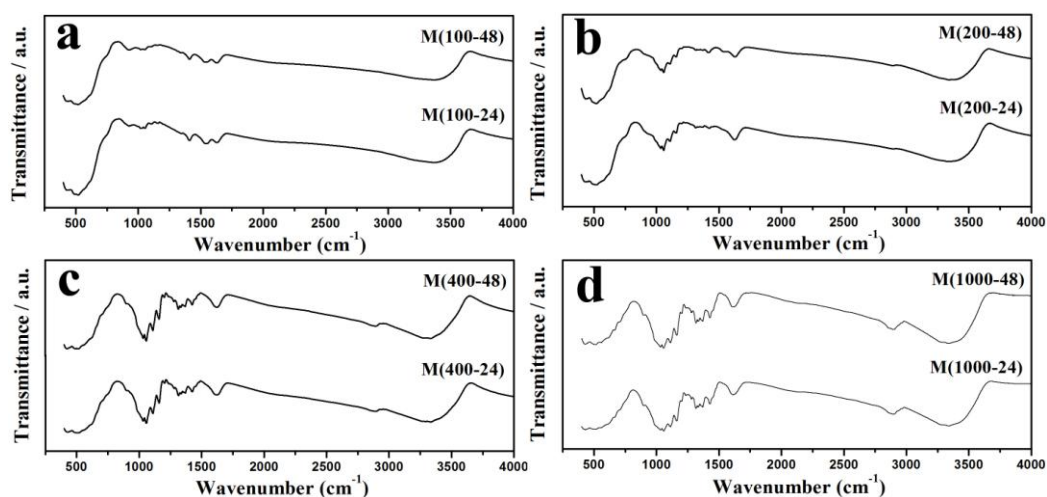 a
M(100-48)
M(100-24)
Transmittance / a.u.
500 1000 1500 2000 2500 3000 3500 4000
Wavenumber (cm⁻¹)
b
M(200-48)
M(200-24)
Transmittance / a.u.
500 1000 1500 2000 2500 3000 3500 4000
Wavenumber (cm⁻¹)
c
M(400-48)
M(400-24)
Transmittance / a.u.
500 1000 1500 2000 2500 3000 3500 4000
Wavenumber (cm⁻¹)
d
M(1000-48)
M(1000-24)
Transmittance / a.u.
500 1000 1500 2000 2500 3000 3500 4000
Wavenumber (cm⁻¹)